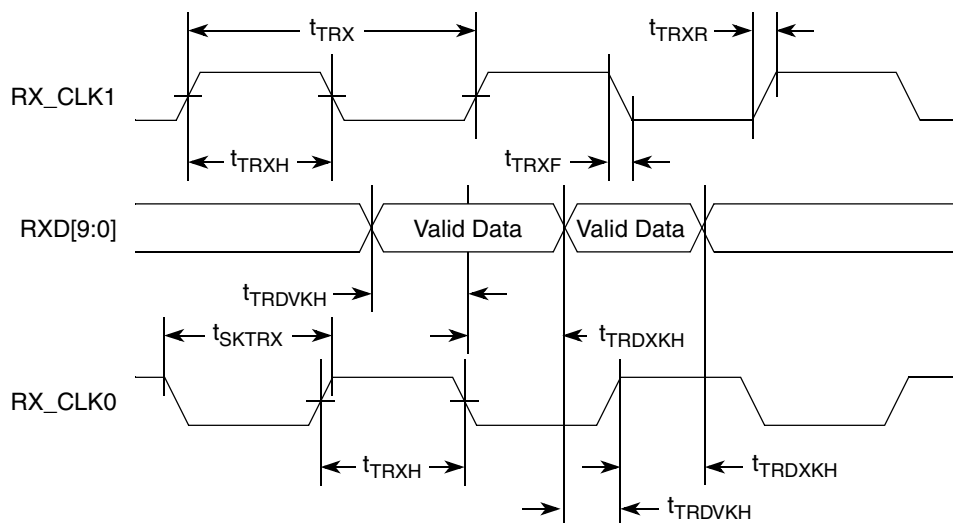 tTRX
tTRXR
RX_CLK1
tTRXH
tTRXF
RXD[9:0]
Valid Data
Valid Data
tTRDVKH
tSKTRX
tTRDXKH
RX_CLK0
tTRXH
tTRDXKH
tTRDVKH